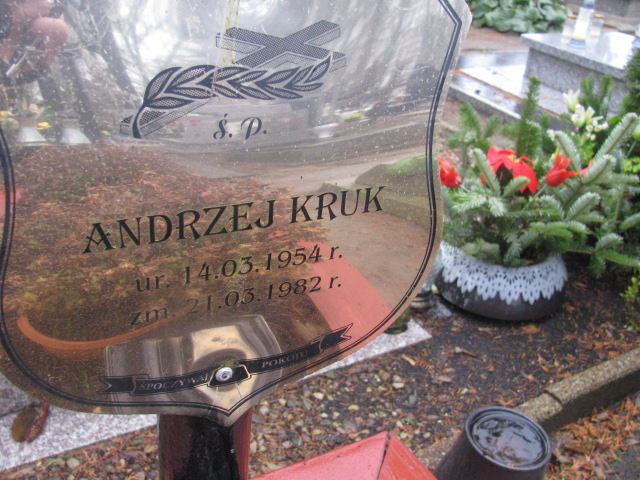 ś. p.
ANDRZEJ KRUK
ur. 14.03.1954 r.
zm. 21.03.1982 r.
SPOCZYWAJ W POKOJU